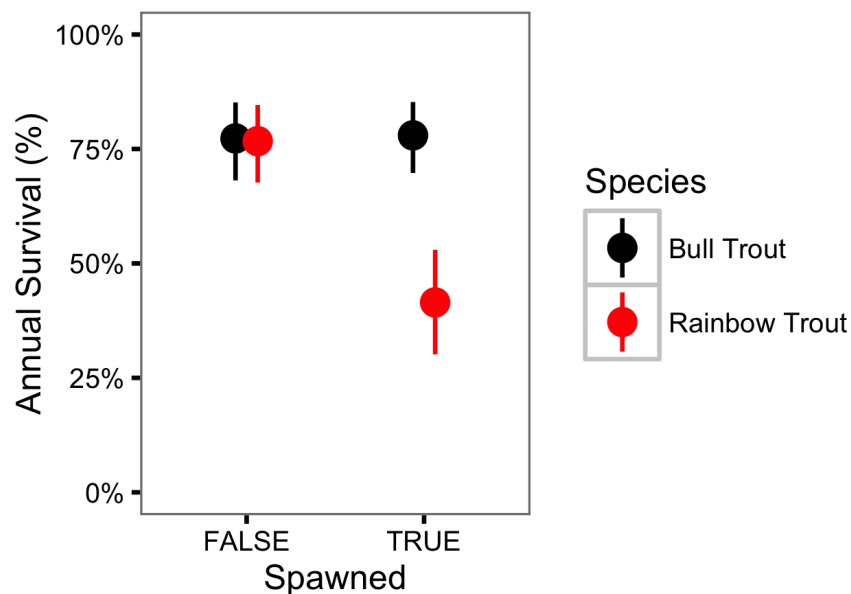 100%
75%
50%
25%
0%
Annual Survival (%)
FALSE
TRUE
Spawned
Species
Bull Trout
Rainbow Trout